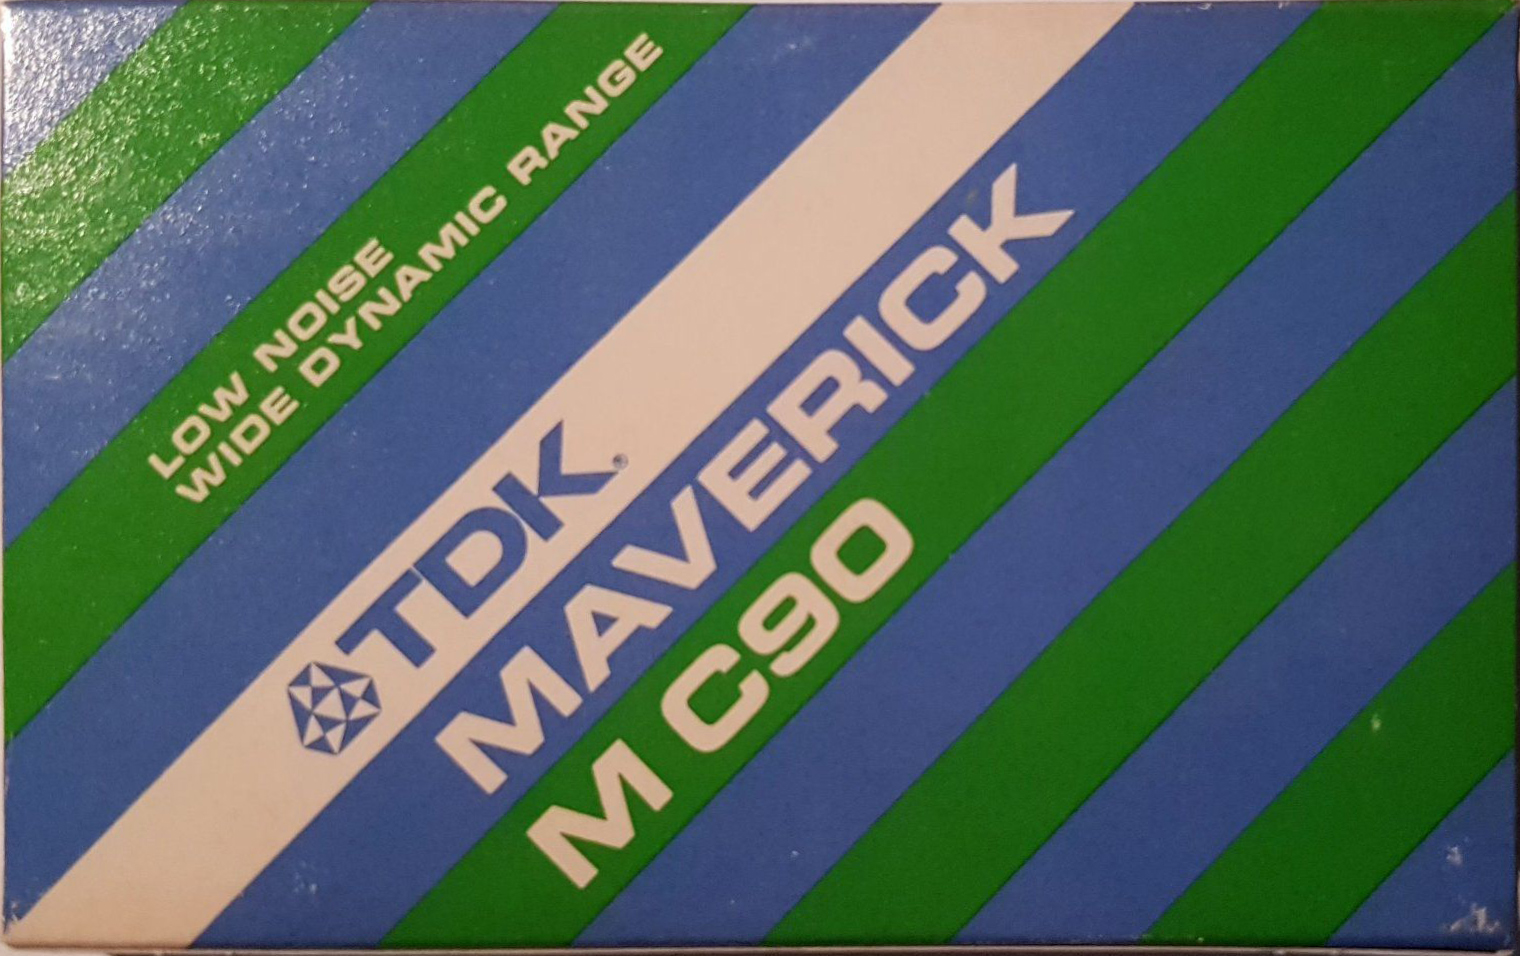 LOW NOISE
WIDE DYNAMIC RANGE
TDK®
MAVERICK
M C90